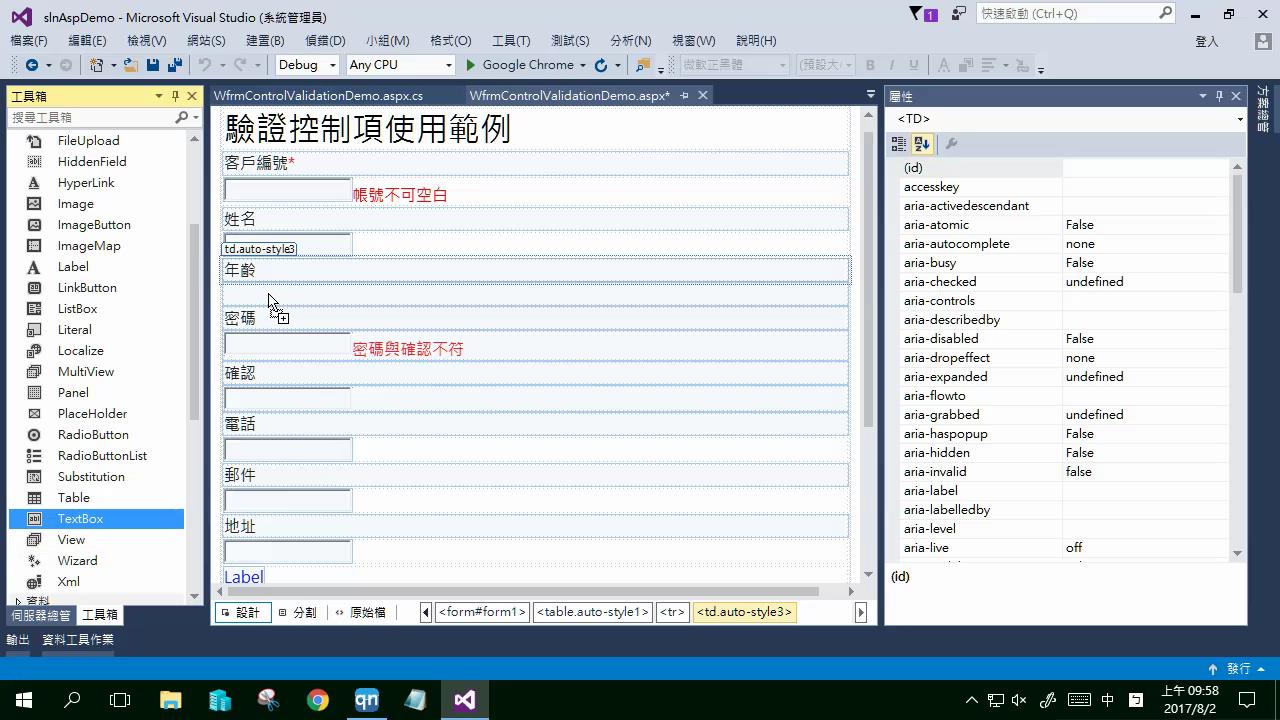 slnAspDemo - Microsoft Visual Studio (系統管理員)
1
快速啟動 (Ctrl+Q)
檔案(F) 編輯(E) 檢視(V) 網站(S) 建置(B) 偵錯(D) 小組(M) 格式(O) 工具(T) 測試(S) 分析(N) 視窗(W) 說明(H) 登入
Debug Any CPU Google Chrome 微軟正黑體 (預設大 B I U A
工具箱
搜尋工具箱
FileUpload
HiddenField
HyperLink
Image
ImageButton
ImageMap
Label
LinkButton
ListBox
Literal
Localize
MultiView
Panel
PlaceHolder
RadioButton
RadioButtonList
Substitution
Table
TextBox
View
Wizard
Xml
資料
伺服器總管 工具箱
WfrmControlValidationDemo.aspx.cs WfrmControlValidationDemo.aspx*
驗證控制項使用範例
客戶編號*
帳號不可空白
姓名
td.auto-style3
年齡
密碼
密碼與確認不符
確認
電話
郵件
地址
Label
設計 分割 原始檔 <form#form1> <table.auto-style1> <tr> <td.auto-style3>
屬性
<TD>
(id)
accesskey
aria-activedescendant
aria-atomic False
aria-autocomplete none
aria-busy False
aria-checked undefined
aria-controls
aria-describedby
aria-disabled False
aria-dropeffect none
aria-expanded undefined
aria-flowto
aria-grabbed undefined
aria-haspopup False
aria-hidden False
aria-invalid false
aria-label
aria-labelledby
aria-level
aria-live off
(id)
方案總管
輸出 資料工具作業
發行
qn
中
上午 09:58
2017/8/2